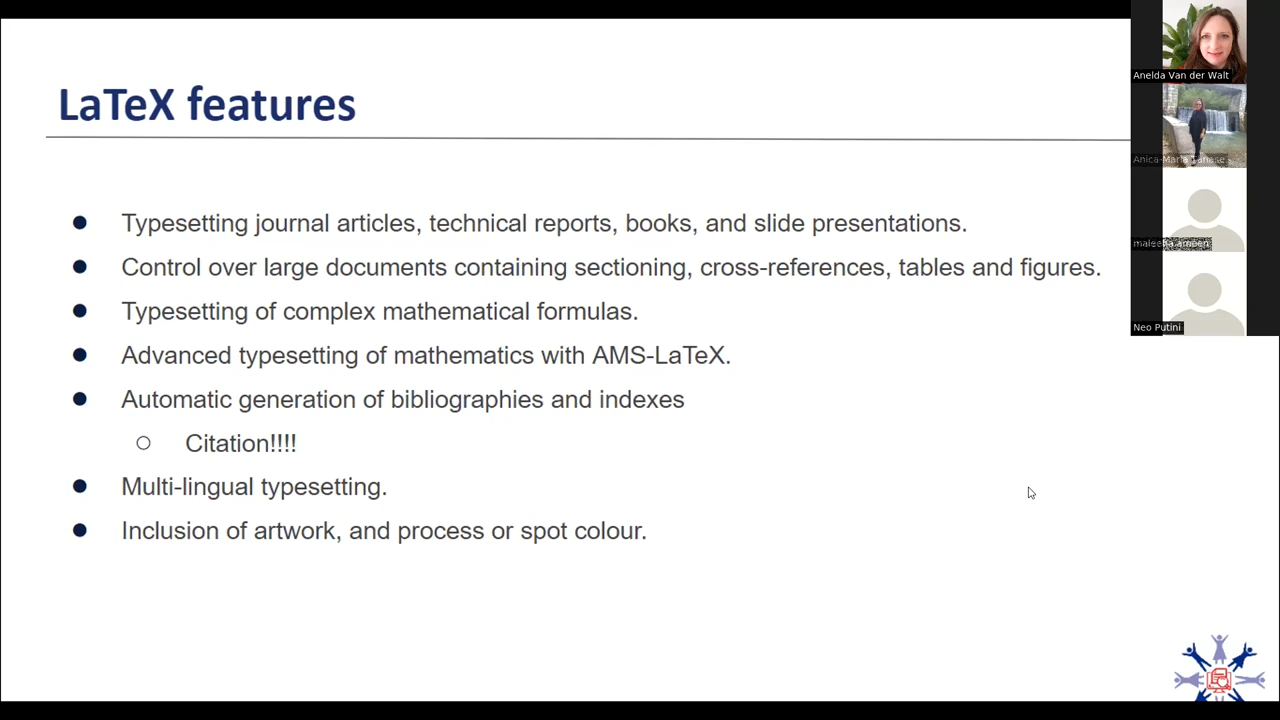 LaTeX features
Typesetting journal articles, technical reports, books, and slide presentations.
Control over large documents containing sectioning, cross-references, tables and figures.
Typesetting of complex mathematical formulas.
Advanced typesetting of mathematics with AMS-LaTeX.
Automatic generation of bibliographies and indexes
Citation!!!!
Multi-lingual typesetting.
Inclusion of artwork, and process or spot colour.
Anelda Van der Walt
Anica-Maria Tanase
Neo Putini